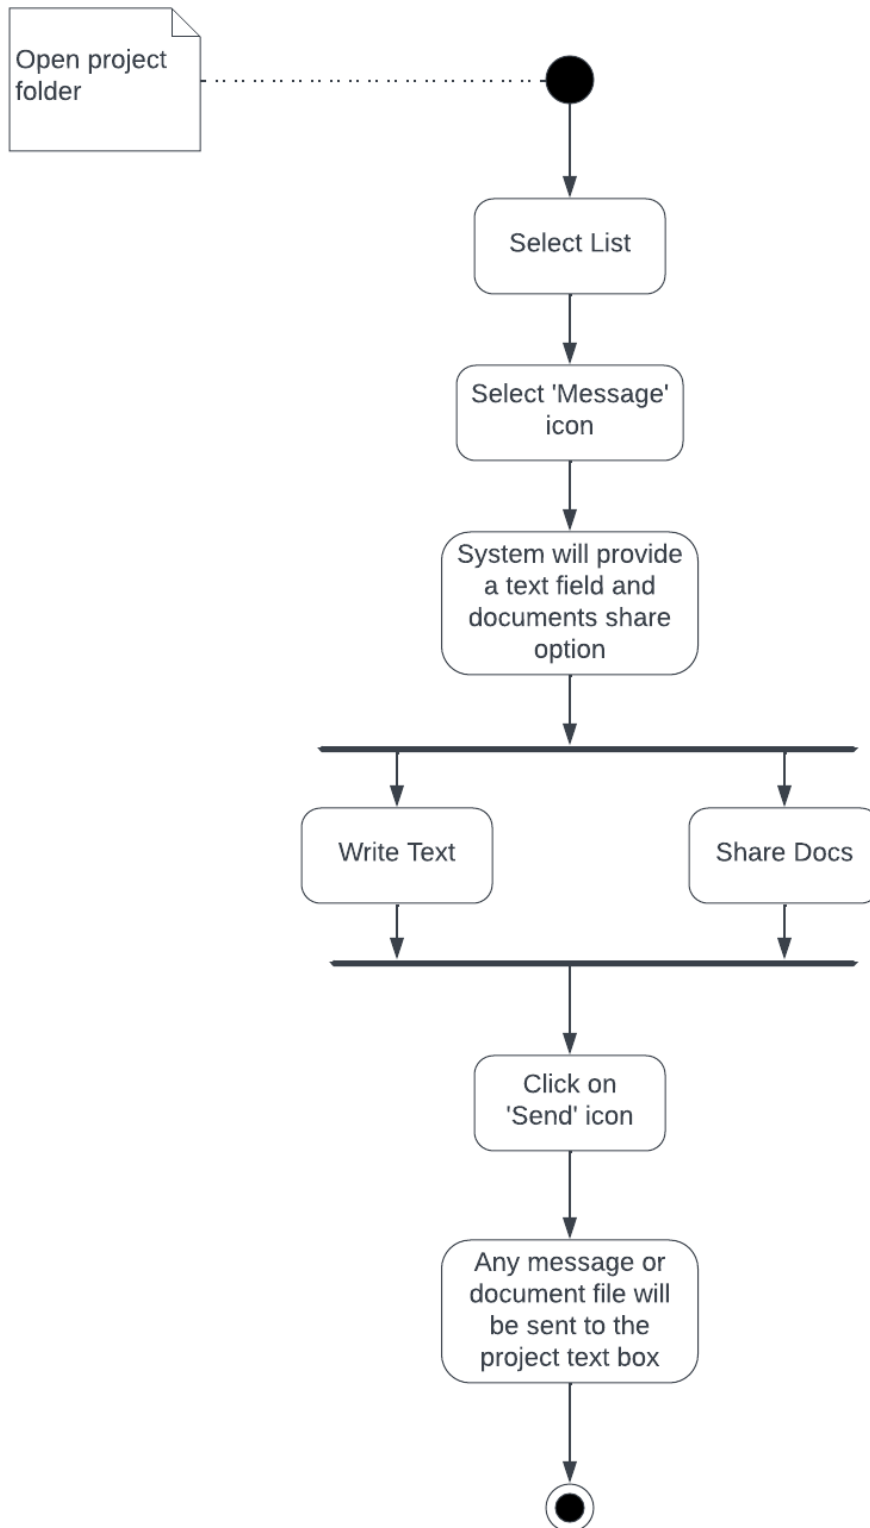 Open project
folder
Select List
Select 'Message'
icon
System will provide
a text field and
documents share
option
Write Text
Share Docs
Click on
'Send' icon
Any message or
document file will
be sent to the
project text box